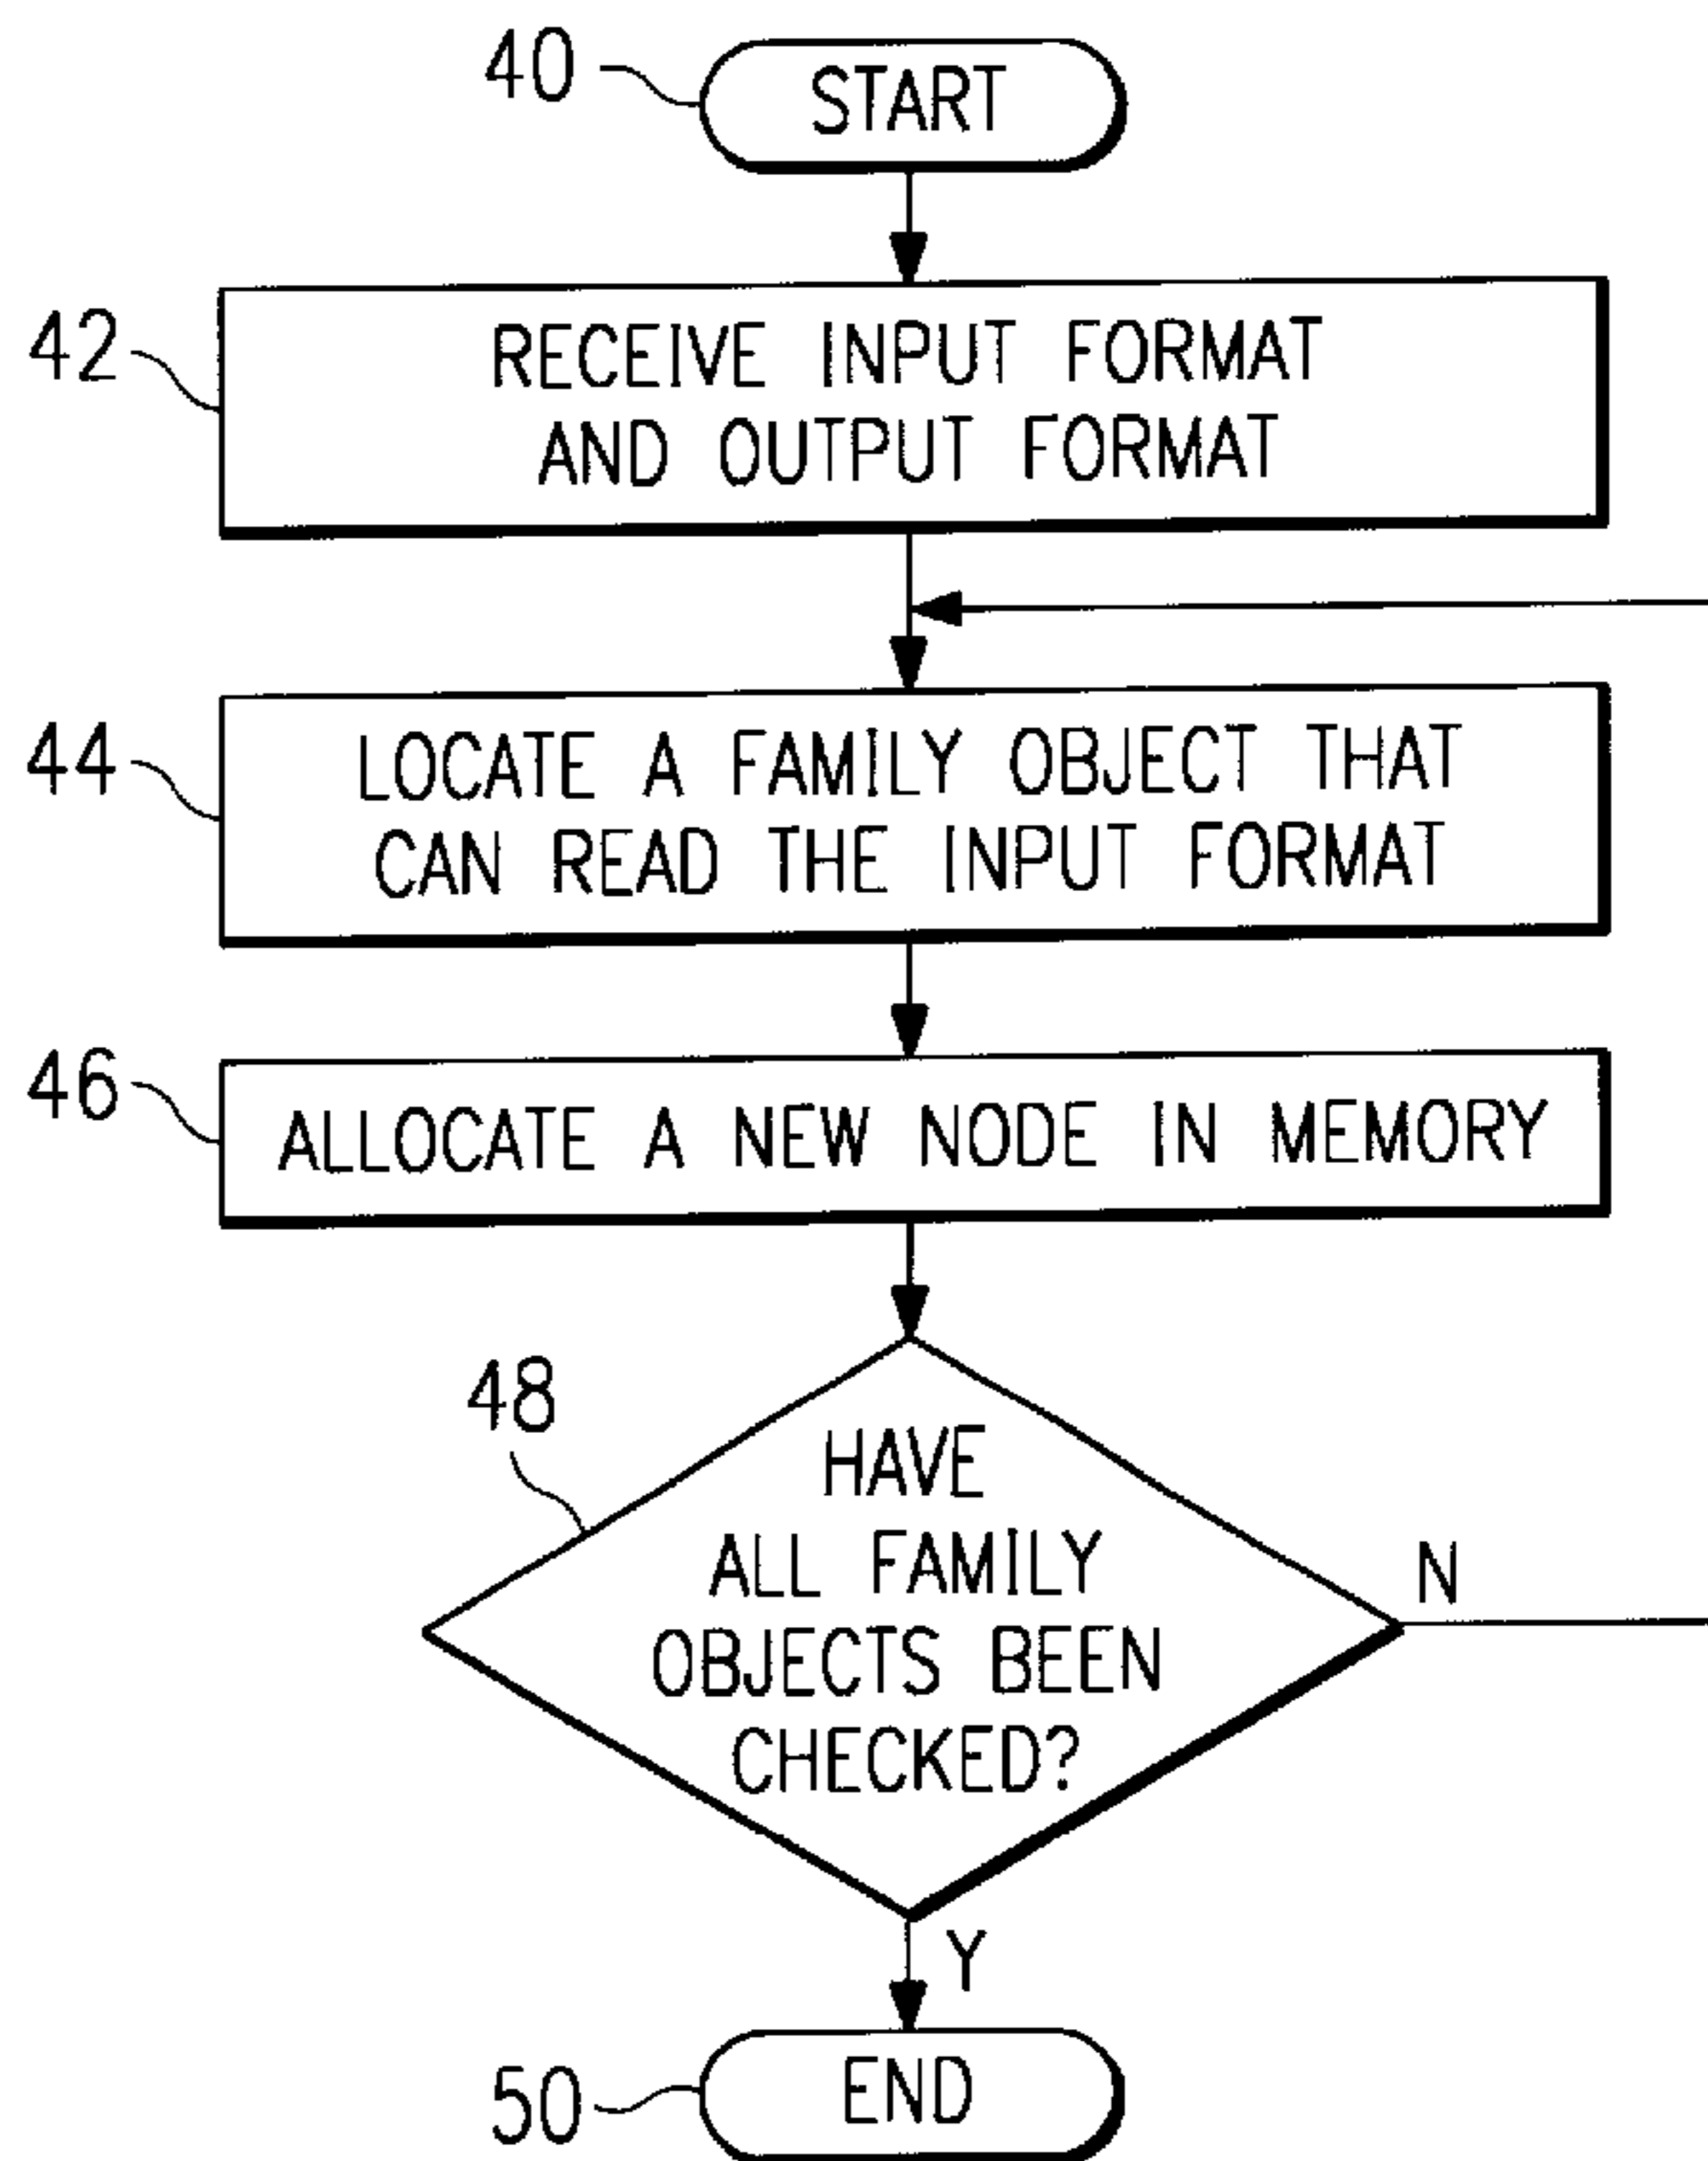 40
START
42
RECEIVE INPUT FORMAT
AND OUTPUT FORMAT
44
LOCATE A FAMILY OBJECT THAT
CAN READ THE INPUT FORMAT
46
ALLOCATE A NEW NODE IN MEMORY
48
HAVE
ALL FAMILY
OBJECTS BEEN
CHECKED?
N
Y
50
END